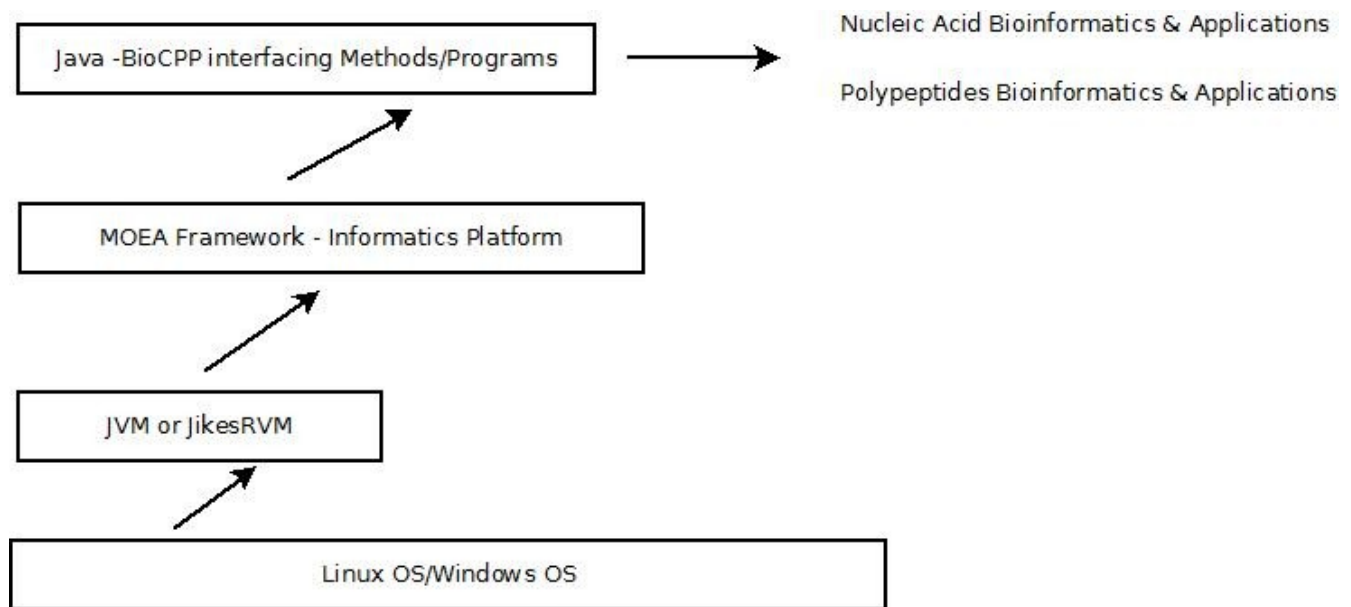 Java -BioCPP interfacing Methods/Programs
Nucleic Acid Bioinformatics & Applications
Polypeptides Bioinformatics & Applications
MOEA Framework - Informatics Platform
JVM or JikesRVM
Linux OS/Windows OS